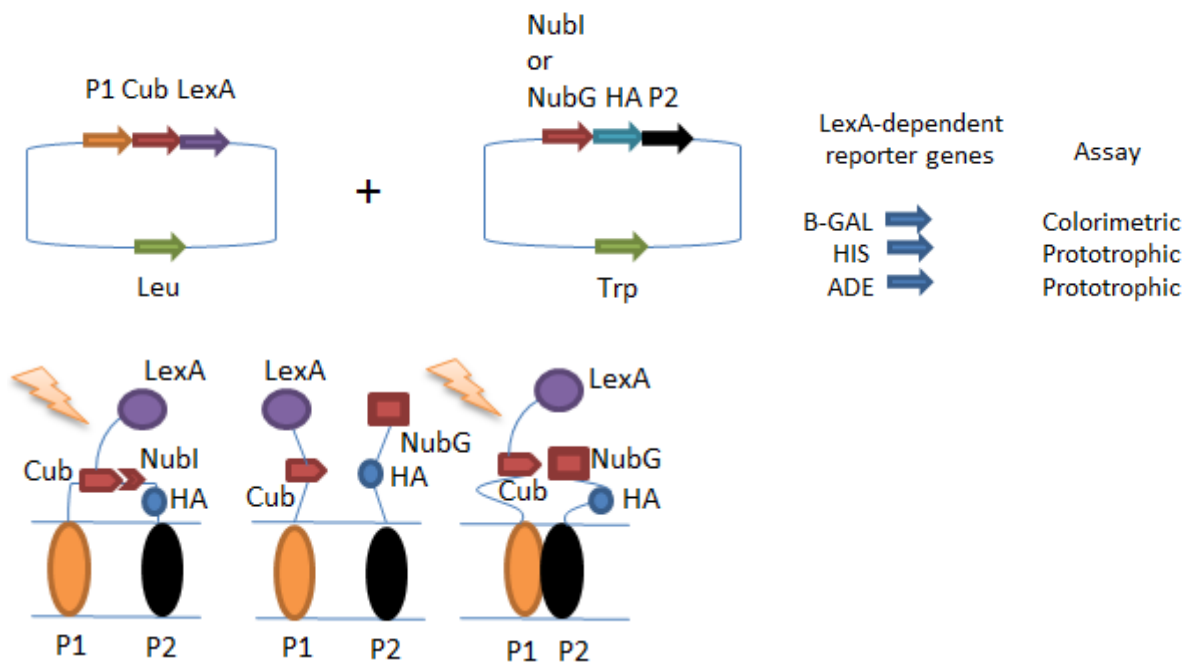 NubI
or
P1 Cub LexA
NubG HA P2
+
Leu
Trp
LexA-dependent
reporter genes
Assay
B-GAL
Colorimetric
HIS
Prototrophic
ADE
Prototrophic
LexA
Cub
NubI
HA
P1
P2
LexA
NubG
HA
Cub
P1
P2
LexA
NubG
Cub
HA
P1
P2